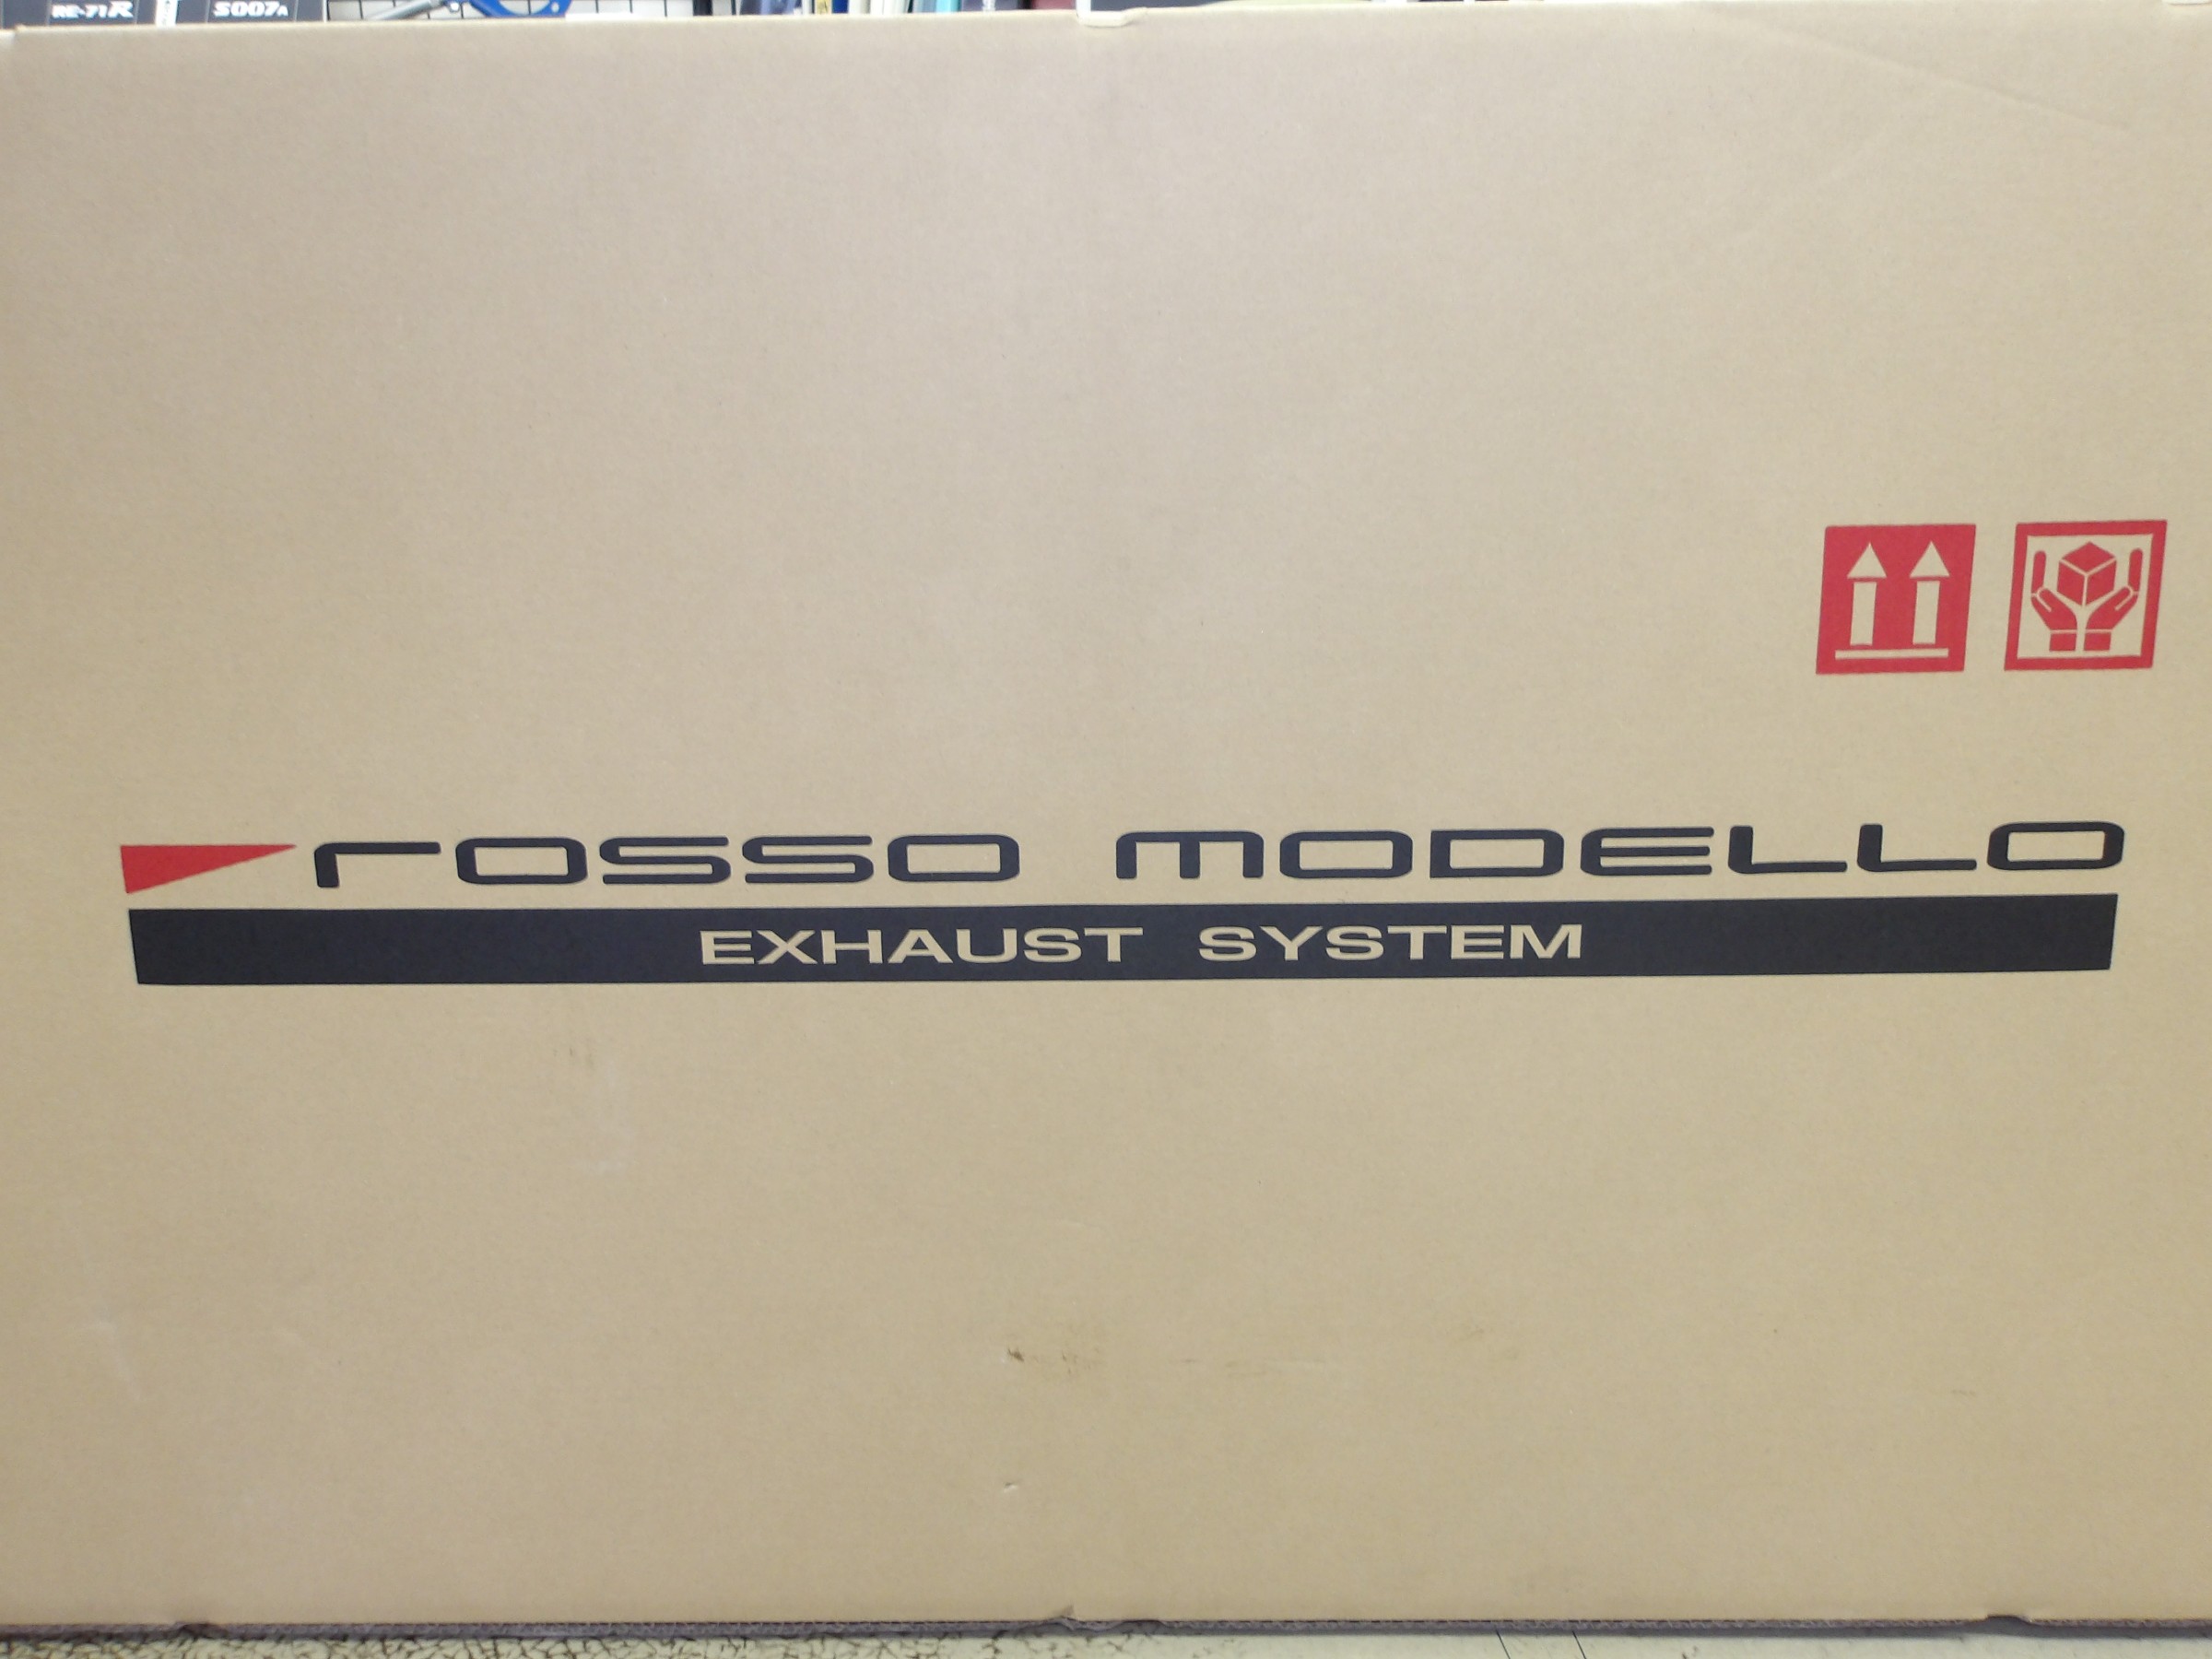 RE-71R S007A
rosso modello
EXHAUST SYSTEM